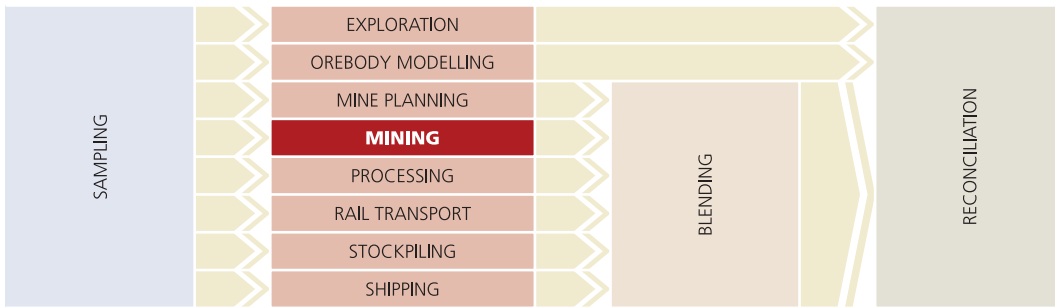 SAMPLING
EXPLORATION
OREBODY MODELLING
MINE PLANNING
MINING
PROCESSING
RAIL TRANSPORT
STOCKPILING
SHIPPING
BLENDING
RECONCILIATION